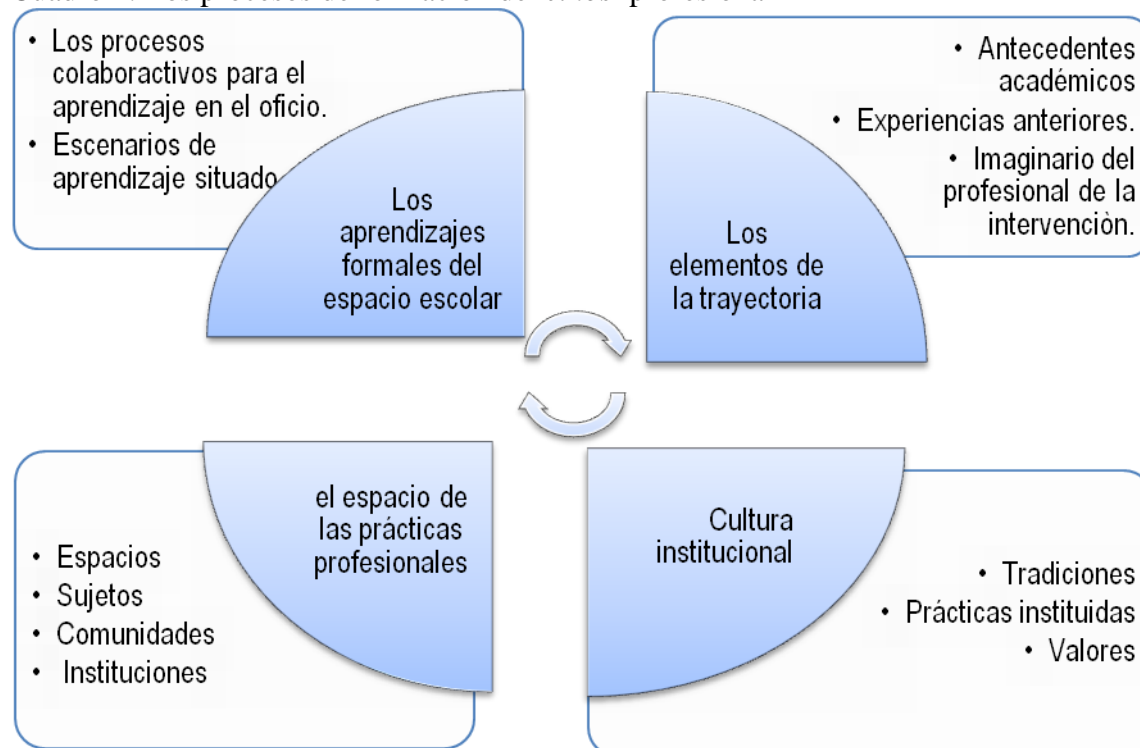 • Los procesos
colaboractivos para el
aprendizaje en el oficio.
• Escenarios de
aprendizaje situado
Los
aprendizajes
formales del
espacio escolar
• Antecedentes
académicos
• Experiencias anteriores.
• Imaginario del
profesional de la
intervenciòn.
Los
elementos de
la trayectoria
el espacio de
las prácticas
profesionales
• Espacios
• Sujetos
• Comunidades
• Instituciones
Cultura
institucional
• Tradiciones
• Prácticas instituidas
• Valores